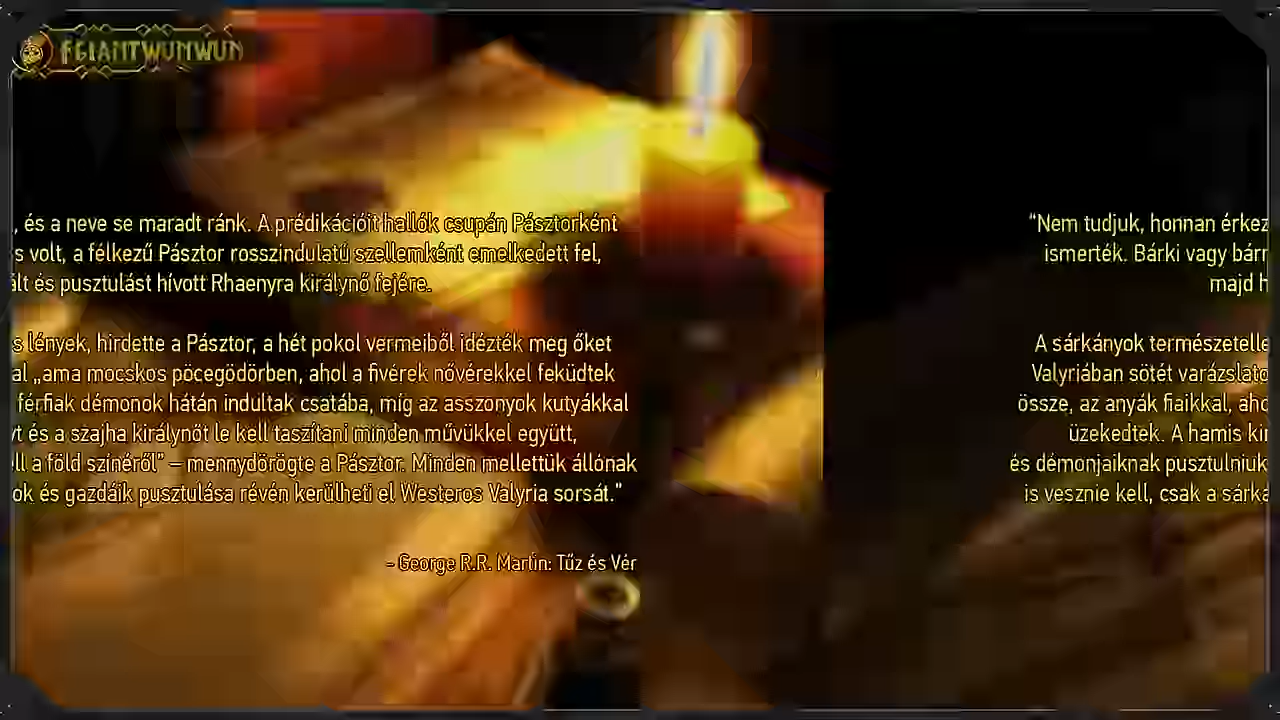 FGIANTWUNWUN
, és a neve se maradt ránk. A prédikációit hallók csupán Pásztorként
s volt, a félkezű Pásztor rosszindulatú szellemként emelkedett fel,
ált és pusztulást hívott Rhaenyra királynő fejére.
s lények, hirdette a Pásztor, a hét pokol vermeiből idézték meg őket
al „ama mocskos pöcegödörben, ahol a fivérek nővérekkel feküdtek
férfiak démonok hátán indultak csatába, míg az asszonyok kutyákkal
yt és a szajha királynőt le kell taszítani minden művükkel együtt,
ell a föld színéről” – mennydörögte a Pásztor. Minden mellettük állónak
ok és gazdáik pusztulása révén kerülheti el Westeros Valyria sorsát.”
- George R.R. Martin: Tűz és Vér
“Nem tudjuk, honnan érkez
ismerték. Bárki vagy bárm
majd h
A sárkányok természetelle
Valyriában sötét varázslato
össze, az anyák fiaikkal, aho
üzekedtek. A hamis kir
és démonjaiknak pusztulniuk
is vesznie kell, csak a sárká